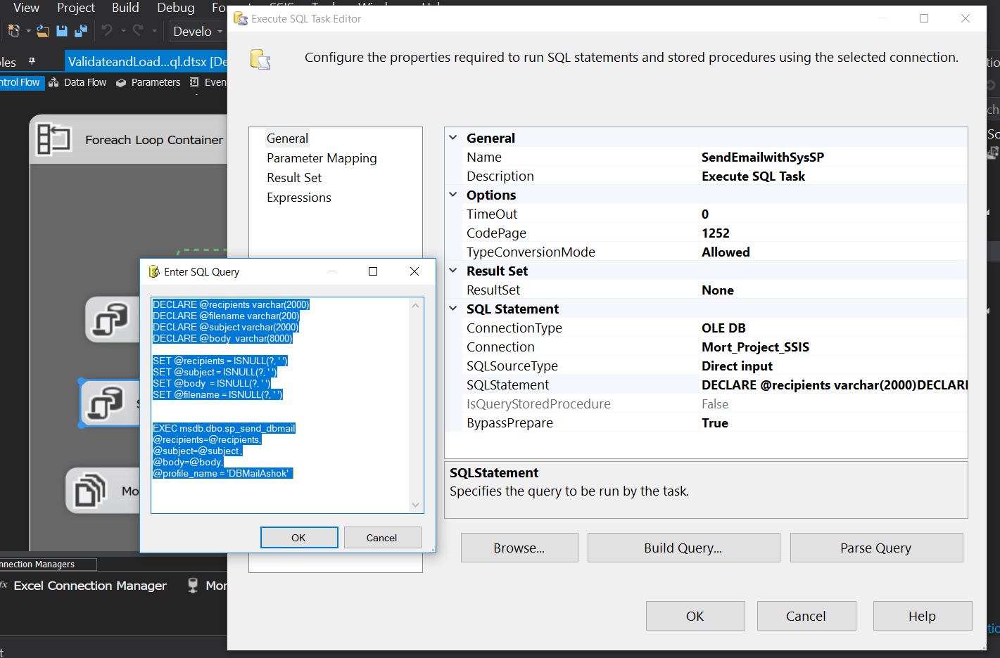 View Project Build Debug
Execute SQL Task Editor
Develo
Configure the properties required to run SQL statements and stored procedures using the selected connection.
les
ValidateandLoad...ql.dtsx [De
ntrol Flow Data Flow Parameters Even
Foreach Loop Container
General
Parameter Mapping
Result Set
Expressions
General
Name SendEmailwithSysSP
Description Execute SQL Task
Options
TimeOut 0
CodePage 1252
TypeConversionMode Allowed
Result Set
ResultSet None
SQL Statement
ConnectionType OLE DB
Connection Mort_Project_SSIS
SQLSourceType Direct input
SQLStatement DECLARE @recipients varchar(2000)DECLARI
IsQueryStoredProcedure False
BypassPrepare True
SQLStatement
Specifies the query to be run by the task.
Browse... Build Query... Parse Query
OK Cancel Help
Enter SQL Query
DECLARE @recipients varchar(2000)
DECLARE @filename varchar(200)
DECLARE @subject varchar(2000)
DECLARE @body  varchar(8000)
SET @recipients = ISNULL(?, ' ')
SET @subject = ISNULL(?, ' ')
SET @body  = ISNULL(?, ' ')
SET @filename = ISNULL(?, ' ')
EXEC msdb.dbo.sp_send_dbmail
@recipients=@recipients,
@subject=@subject ,
@body=@body,
@profile_name = 'DBMailAshok'
OK Cancel
Mo
nnection Managers
fx Excel Connection Manager Mor